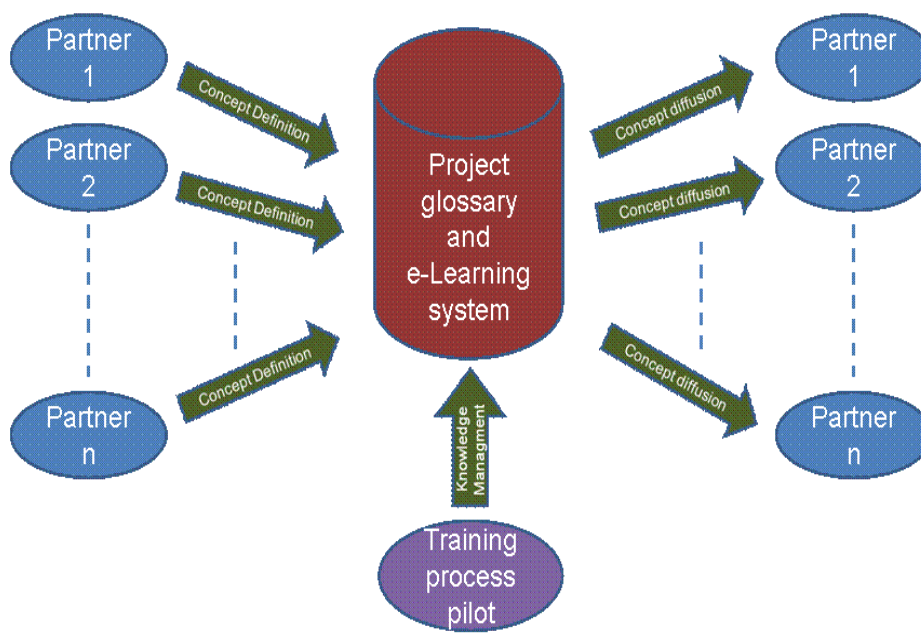 Partner
1
Concept Definition
Partner
2
Concept Definition
Concept Definition
Partner
n
Project
glossary
and
e-Learning
system
Knowledge
Managment
Training
process
pilot
Concept diffusion
Partner
1
Concept diffusion
Partner
2
Concept diffusion
Partner
n